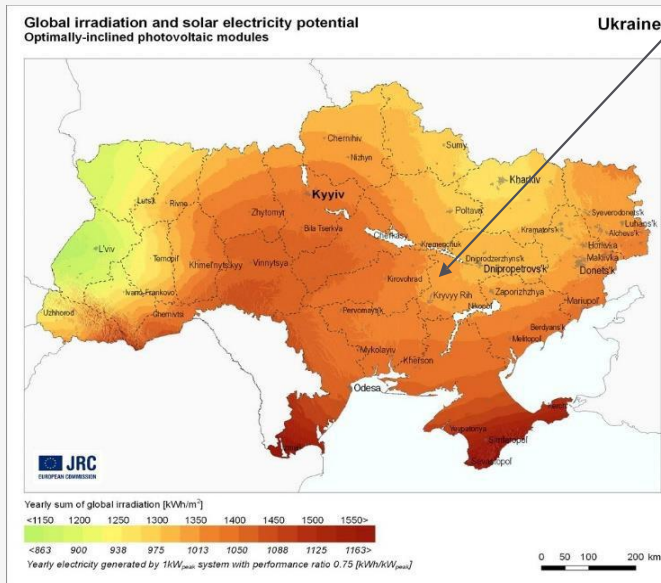 Global irradiation and solar electricity potential
Optimally-inclined photovoltaic modules
Ukraine
Chernihiv
Sumy
Nizhyn
Kharkiv
Luts'k
Rivne
Kyyiv
Zhytomyr
Bila Tserkva
Poltava
Syeverodonets'k
L'viv
Cherkasy
Kremenchuk
Kramators'k
Luhans'k
Alchevs'k
Ternopil'
Khmel'nyts'kyy
Vinnytsya
Dniprodzerzhyns'k
Horlivka
Makiivka
Dnipropetrovs'k
Donets'k
Ivano-Frankovo
Kirovohrad
Uzhhorod
Chernivtsi
Kryvyy Rih
Zaporizhzhya
Nikopol'
Mariupol'
Pervomays'k
Berdyans'k
Melitopol'
Mykolayiv
Kherson
Odesa
Yevpatoriya
Simferopol'
Sevastopol'
JRC
EUROPEAN COMMISSION
Yearly sum of global irradiation [kWh/m²]
<1150 1200 1250 1300 1350 1400 1450 1500 1550>
<863 900 938 975 1013 1050 1088 1125 1163>
Yearly electricity generated by 1kWpeak system with performance ratio 0.75 [kWh/kWpeak]
0 50 100 200 km